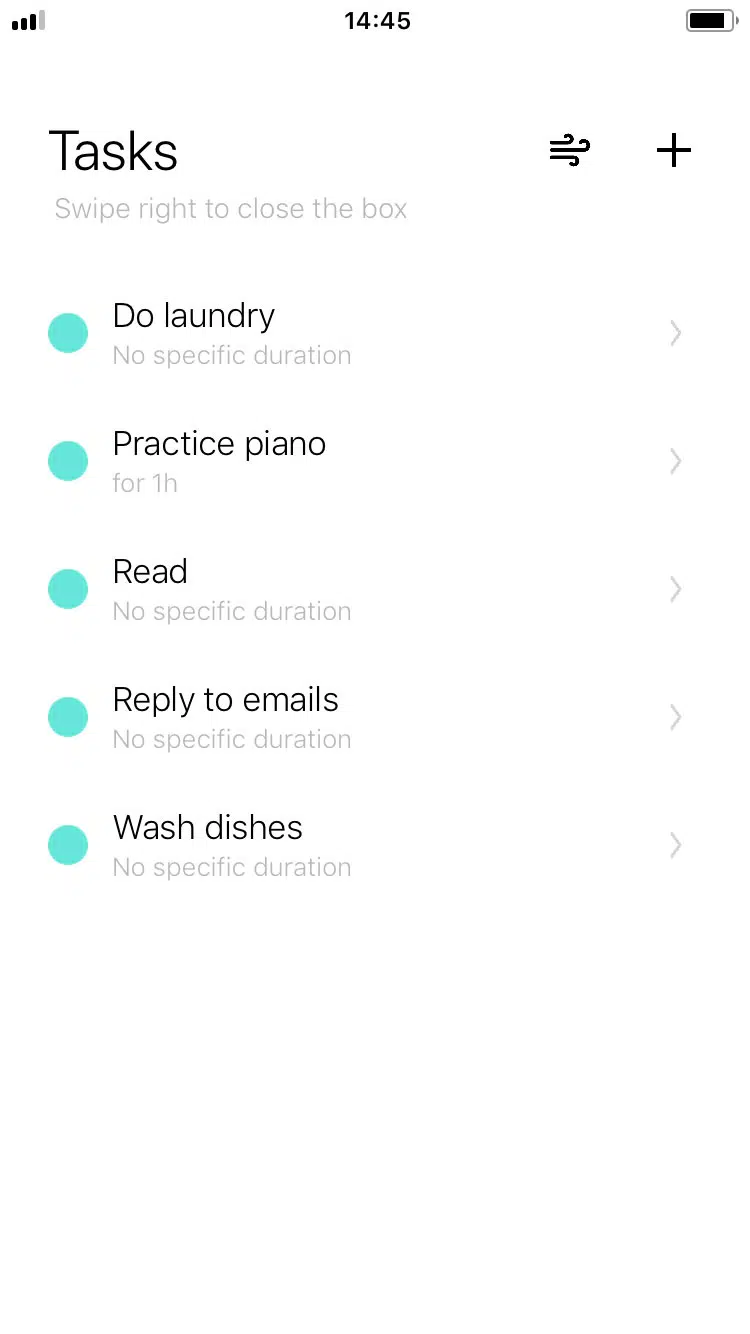 14:45
Tasks
Swipe right to close the box
Do laundry
No specific duration
Practice piano
for 1h
Read
No specific duration
Reply to emails
No specific duration
Wash dishes
No specific duration